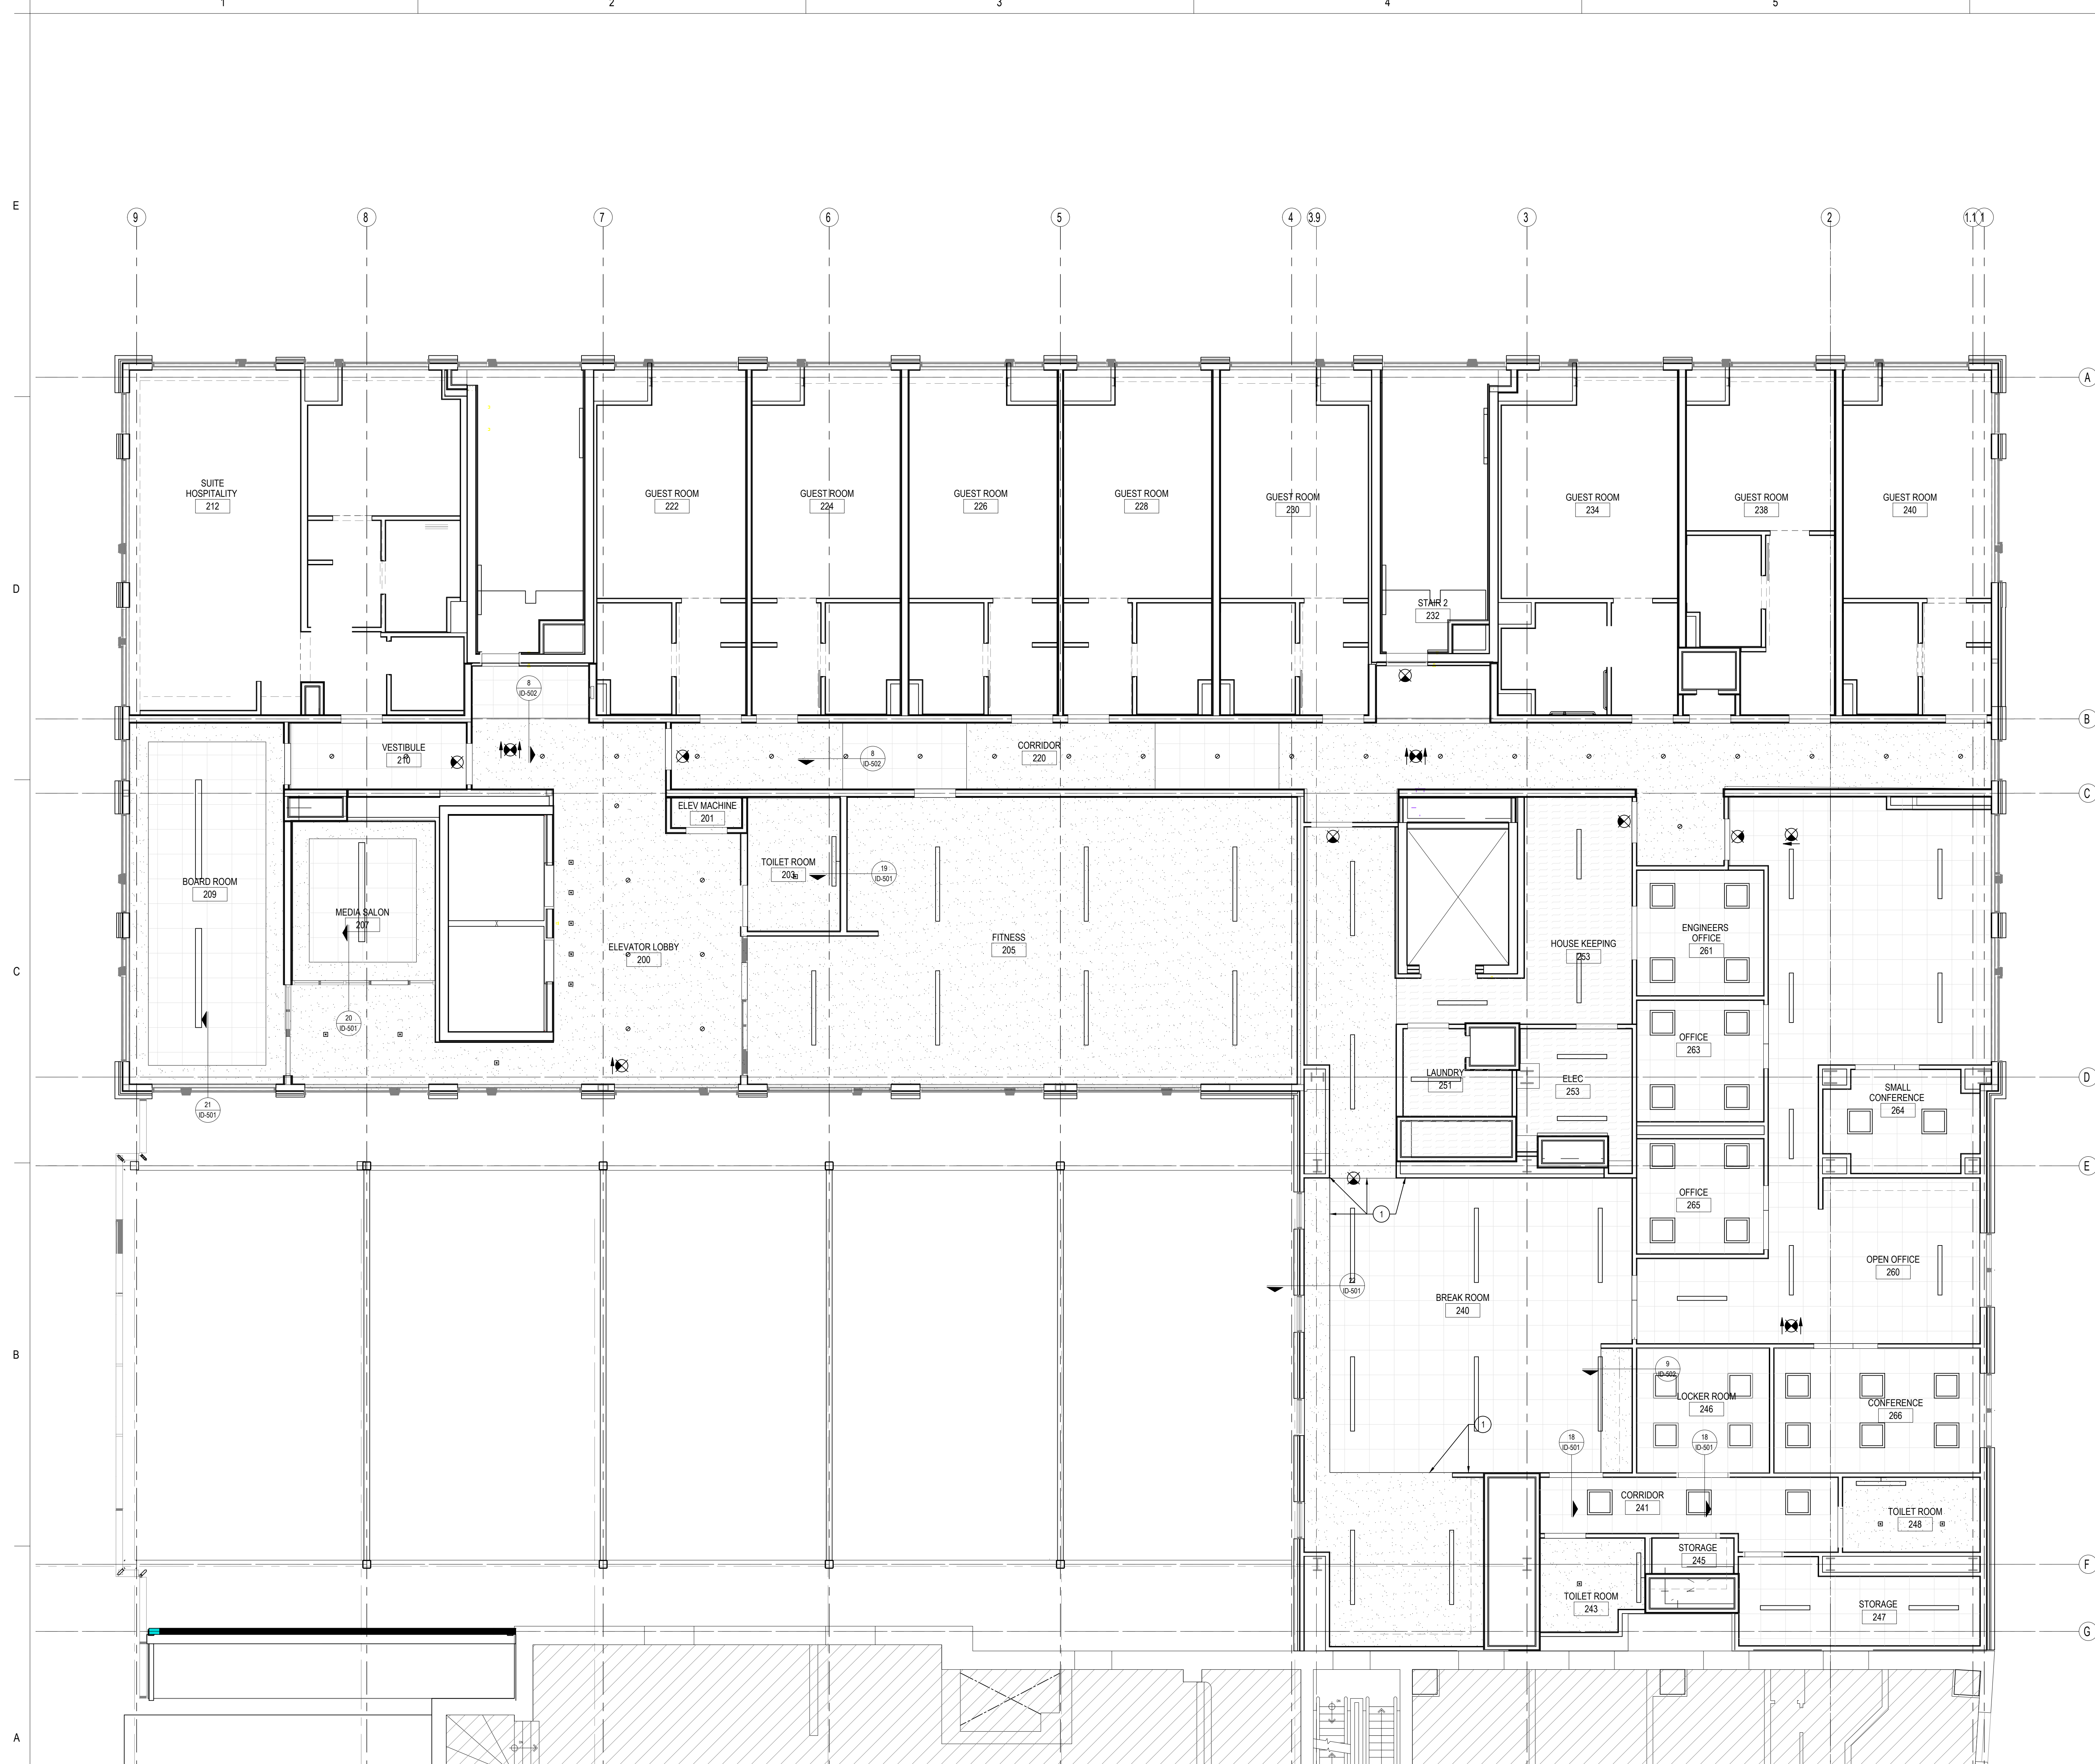 1 2 3 4 5
E
9 8 7 6 5 4 3.9 3 2 1.1 1
A
SUITE
HOSPITALITY
212
GUEST ROOM
222
GUEST ROOM
224
GUEST ROOM
226
GUEST ROOM
228
GUEST ROOM
230
GUEST ROOM
234
GUEST ROOM
238
GUEST ROOM
240
D
STAIR 2
232
8
ID-502
B
VESTIBULE
210
8
ID-502
CORRIDOR
220
C
ELEV MACHINE
201
TOILET ROOM
203
19
ID-501
BOARD ROOM
209
MEDIA SALON
207
ELEVATOR LOBBY
200
FITNESS
205
HOUSE KEEPING
253
ENGINEERS
OFFICE
261
C
20
ID-501
OFFICE
263
LAUNDRY
251
ELEC
253
D
SMALL
CONFERENCE
264
21
ID-501
E
OFFICE
265
1
OPEN OFFICE
260
22
ID-501
BREAK ROOM
240
B
9
ID-502
LOCKER ROOM
246
CONFERENCE
266
1
18
ID-501
18
ID-501
CORRIDOR
241
TOILET ROOM
248
STORAGE
245
F
TOILET ROOM
243
STORAGE
247
G
A